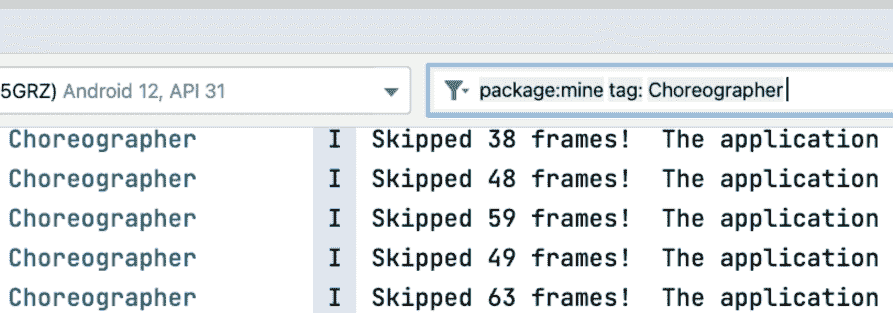 5GRZ) Android 12, API 31 package:mine tag: Choreographer
Choreographer I Skipped 38 frames! The application
Choreographer I Skipped 48 frames! The application
Choreographer I Skipped 59 frames! The application
Choreographer I Skipped 49 frames! The application
Choreographer I Skipped 63 frames! The application